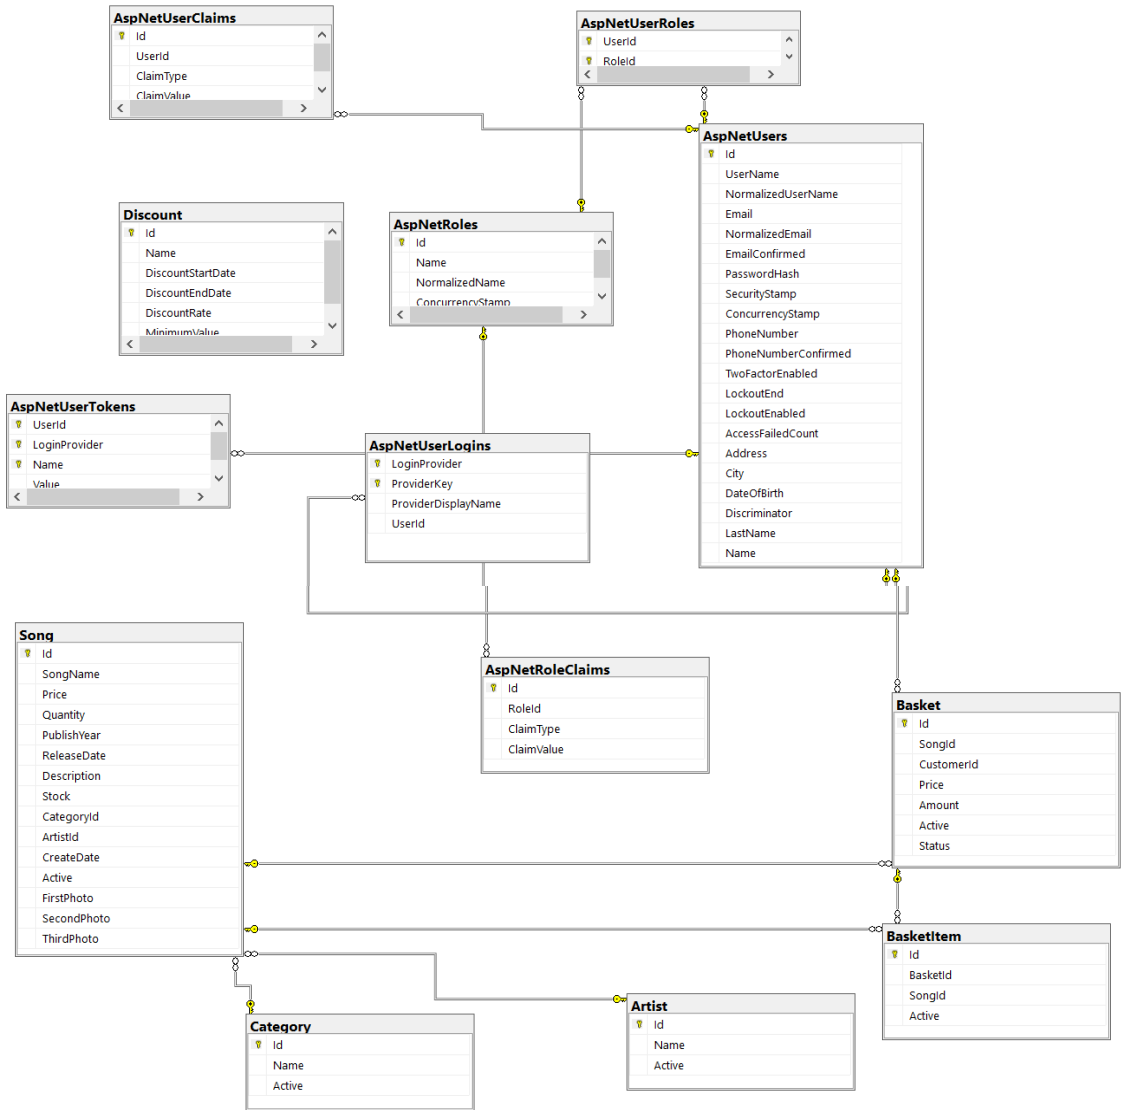 AspNetUserClaims
Id
UserId
ClaimType
ClaimValue
AspNetUserRoles
UserId
RoleId
AspNetUsers
Id
UserName
NormalizedUserName
Email
NormalizedEmail
EmailConfirmed
PasswordHash
SecurityStamp
ConcurrencyStamp
PhoneNumber
PhoneNumberConfirmed
TwoFactorEnabled
LockoutEnd
LockoutEnabled
AccessFailedCount
Address
City
DateOfBirth
Discriminator
LastName
Name
Discount
Id
Name
DiscountStartDate
DiscountEndDate
DiscountRate
MinimumValue
AspNetRoles
Id
Name
NormalizedName
ConcurrencyStamp
AspNetUserTokens
UserId
LoginProvider
Name
Value
AspNetUserLogins
LoginProvider
ProviderKey
ProviderDisplayName
UserId
Song
Id
SongName
Price
Quantity
PublishYear
ReleaseDate
Description
Stock
CategoryId
ArtistId
CreateDate
Active
FirstPhoto
SecondPhoto
ThirdPhoto
AspNetRoleClaims
Id
RoleId
ClaimType
ClaimValue
Basket
Id
SongId
CustomerId
Price
Amount
Active
Status
BasketItem
Id
BasketId
SongId
Active
Artist
Id
Name
Active
Category
Id
Name
Active